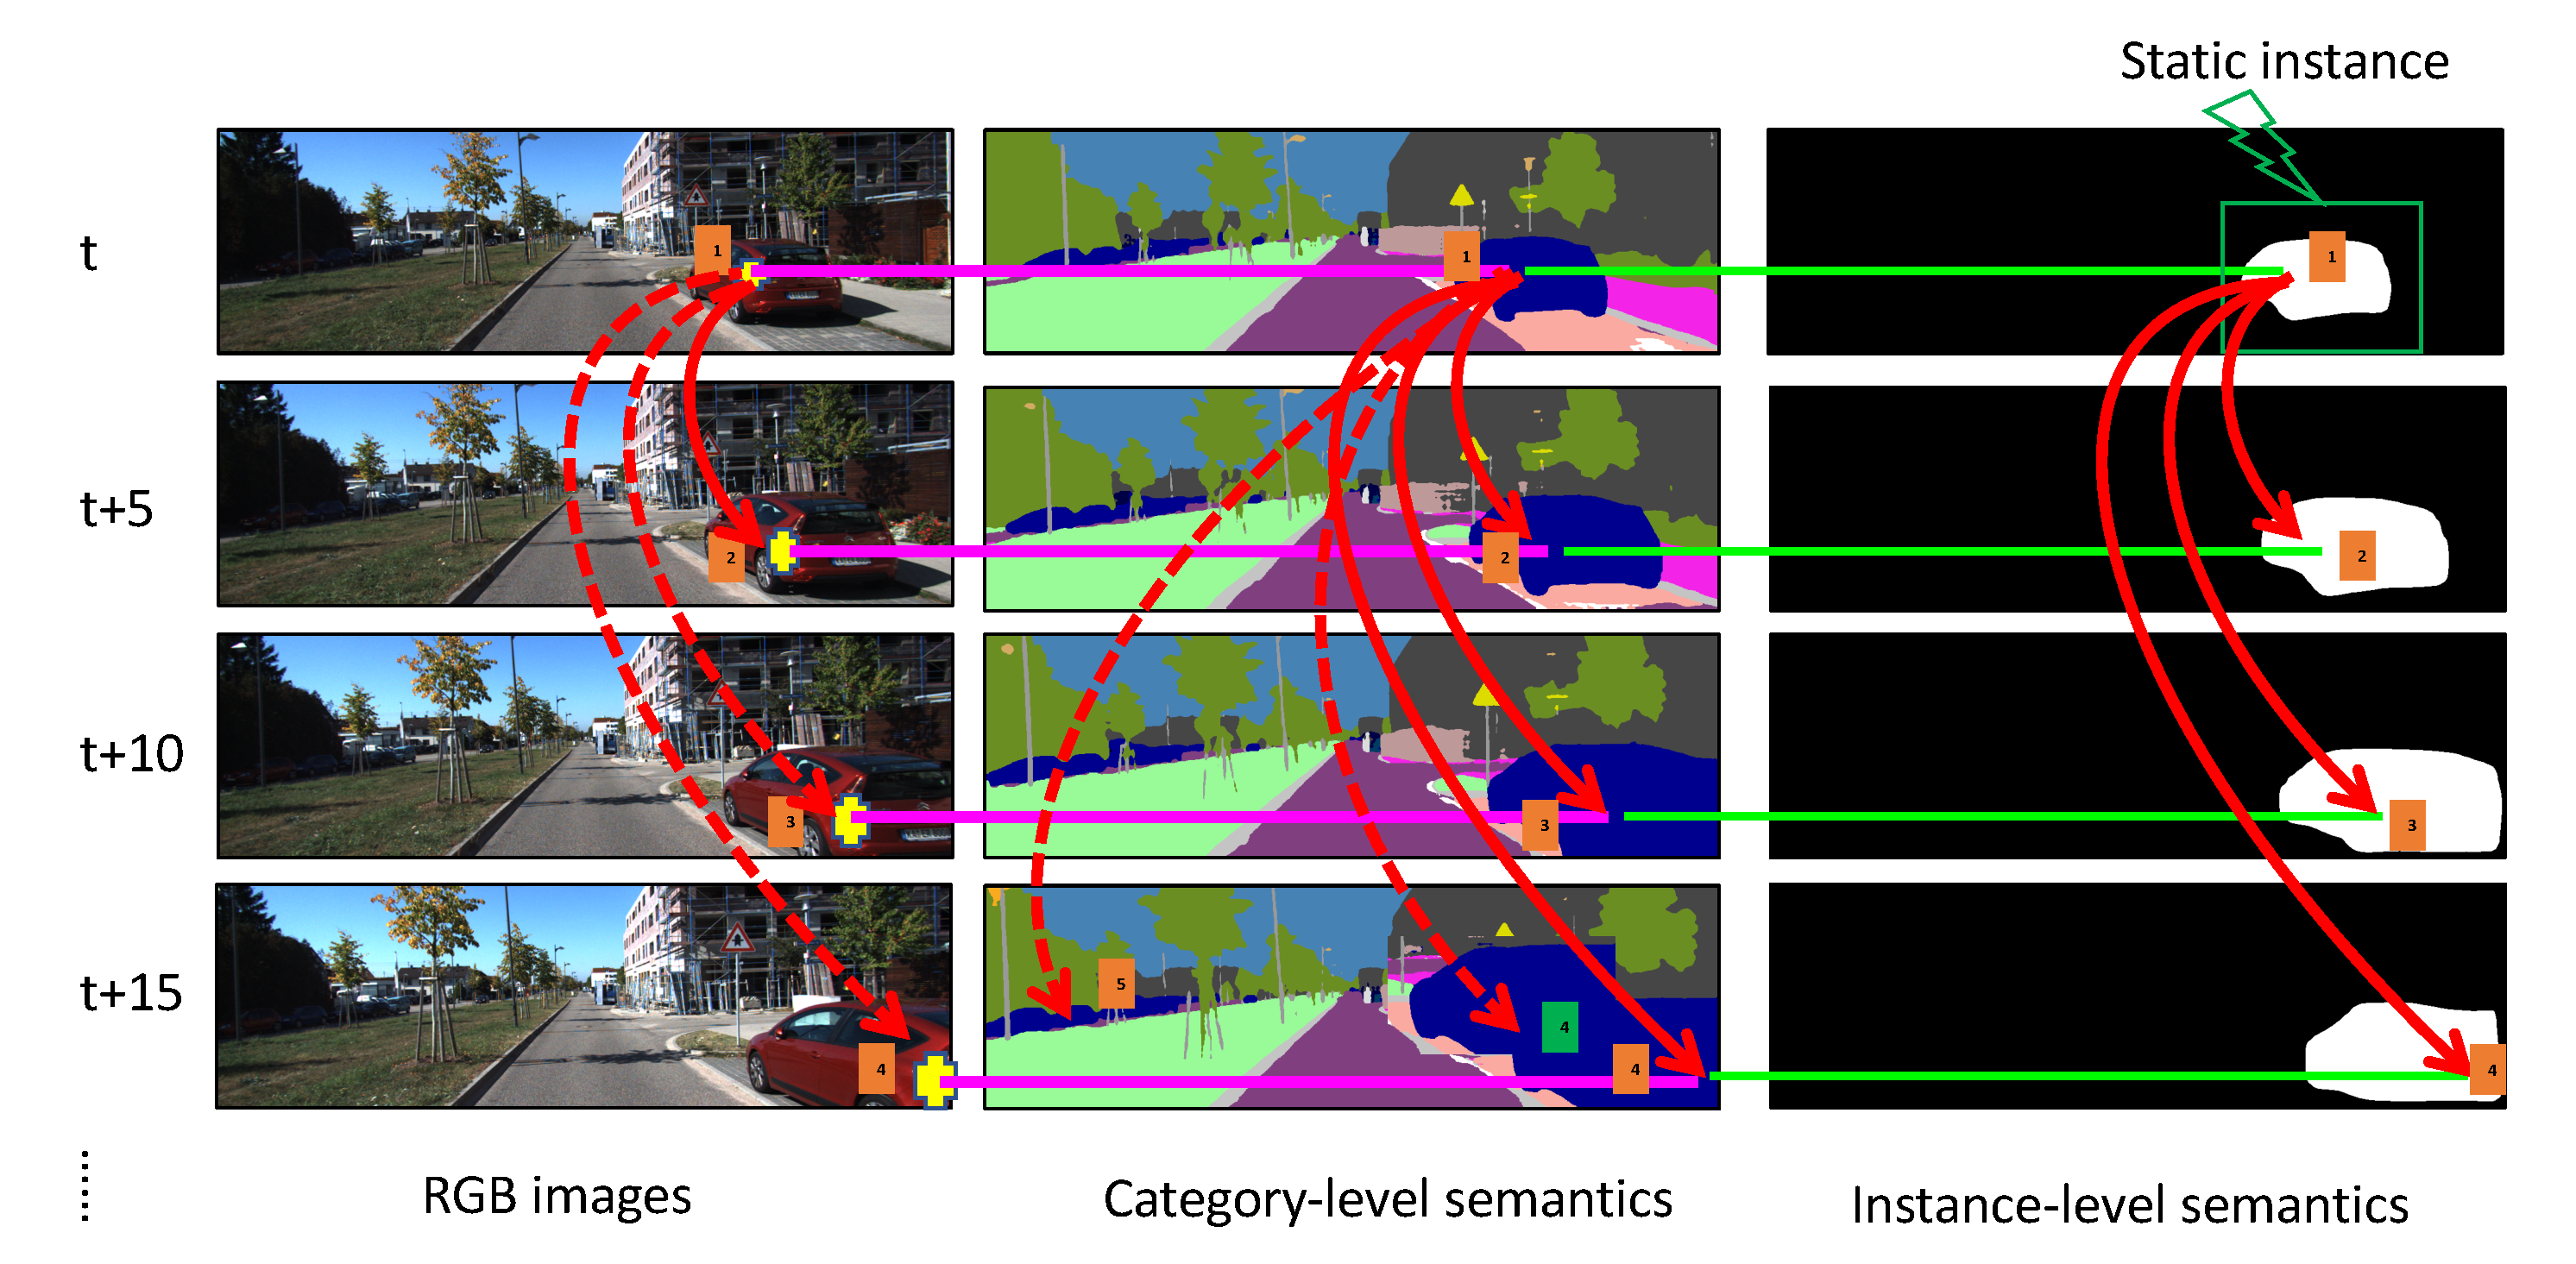 Static instance
t
1
1
1
t+5
2
2
2
t+10
3
3
3
t+15
5
4
4
4
4
RGB images
Category-level semantics
Instance-level semantics